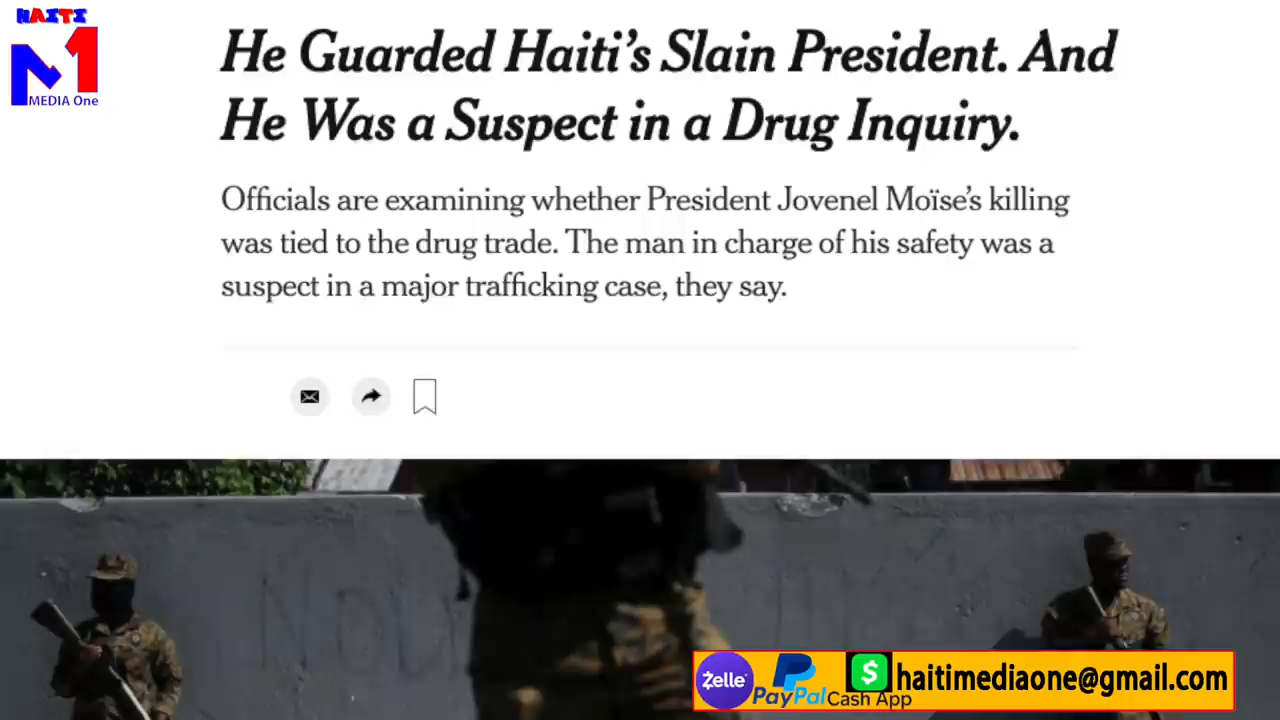 HAITI
M1
MEDIA One
He Guarded Haiti’s Slain President. And
He Was a Suspect in a Drug Inquiry.
Officials are examining whether President Jovenel Moïse’s killing
was tied to the drug trade. The man in charge of his safety was a
suspect in a major trafficking case, they say.
Zelle
PayPal
$
Cash App
haitimediaone@gmail.com